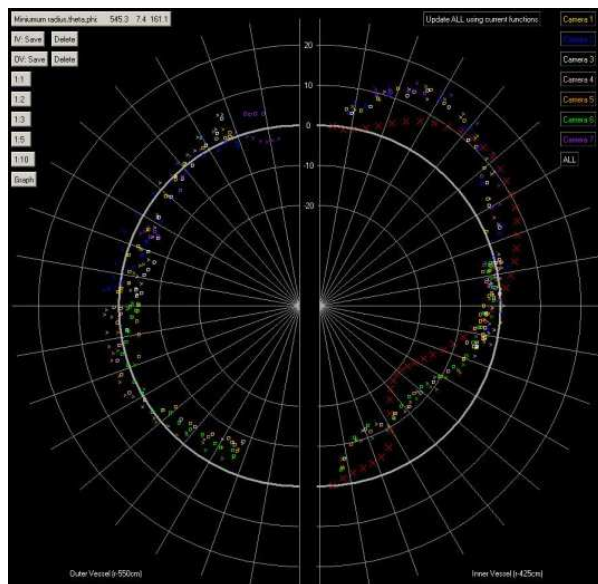 Miniumum radius,theta,phi: 545.3 7.4 161.1
Update ALL using current functions
Camera 1
IV: Save Delete
OV: Save Delete
Camera 3
1:1
Camera 4
1:2
Camera 5
1:3
Camera 6
1:5
Camera 7
1:10
ALL
Graph
20
10
0
-10
-20
Outer Vessel (r-550cm)
Inner Vessel (r-425cm)